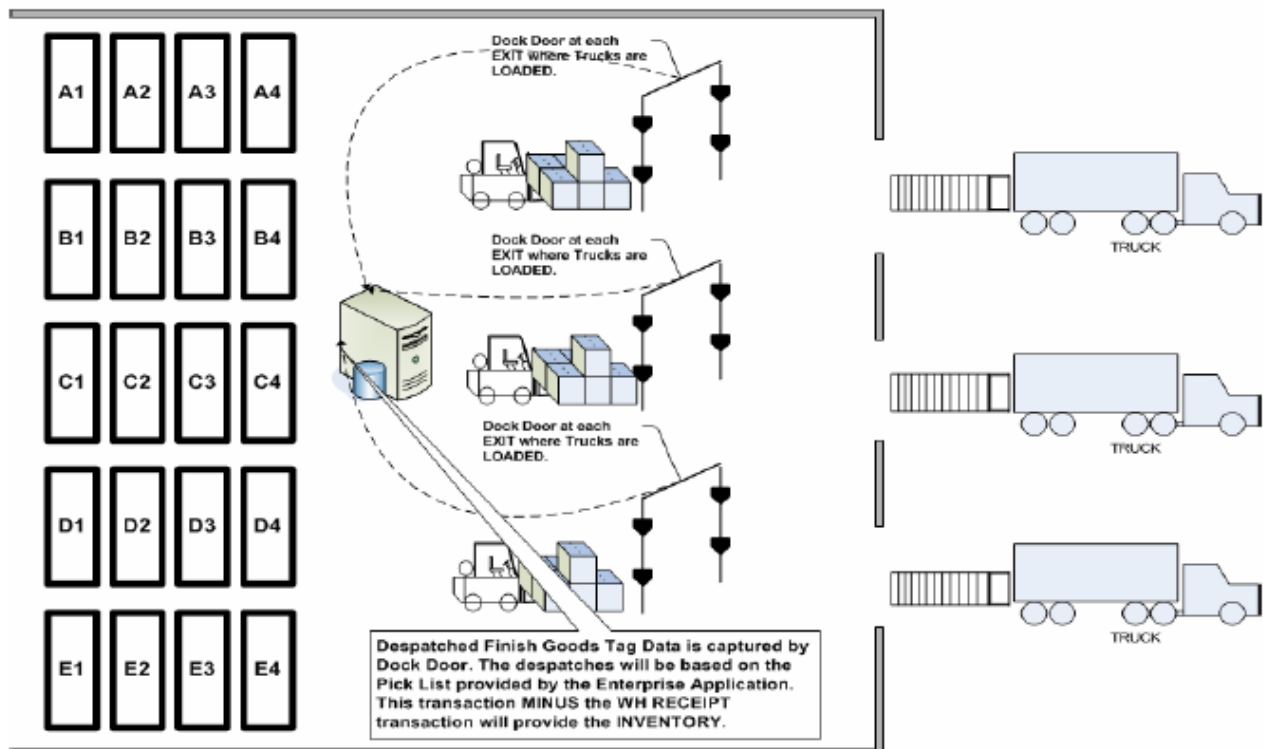 A1 A2 A3 A4
B1 B2 B3 B4
C1 C2 C3 C4
D1 D2 D3 D4
E1 E2 E3 E4
Dock Door at each
EXIT where Trucks are
LOADED.
TRUCK
Dock Door at each
EXIT where Trucks are
LOADED.
TRUCK
Dock Door at each
EXIT where Trucks are
LOADED.
TRUCK
Despatched Finish Goods Tag Data is captured by
Dock Door. The despatches will be based on the
Pick List provided by the Enterprise Application.
This transaction MINUS the WH RECEIPT
transaction will provide the INVENTORY.